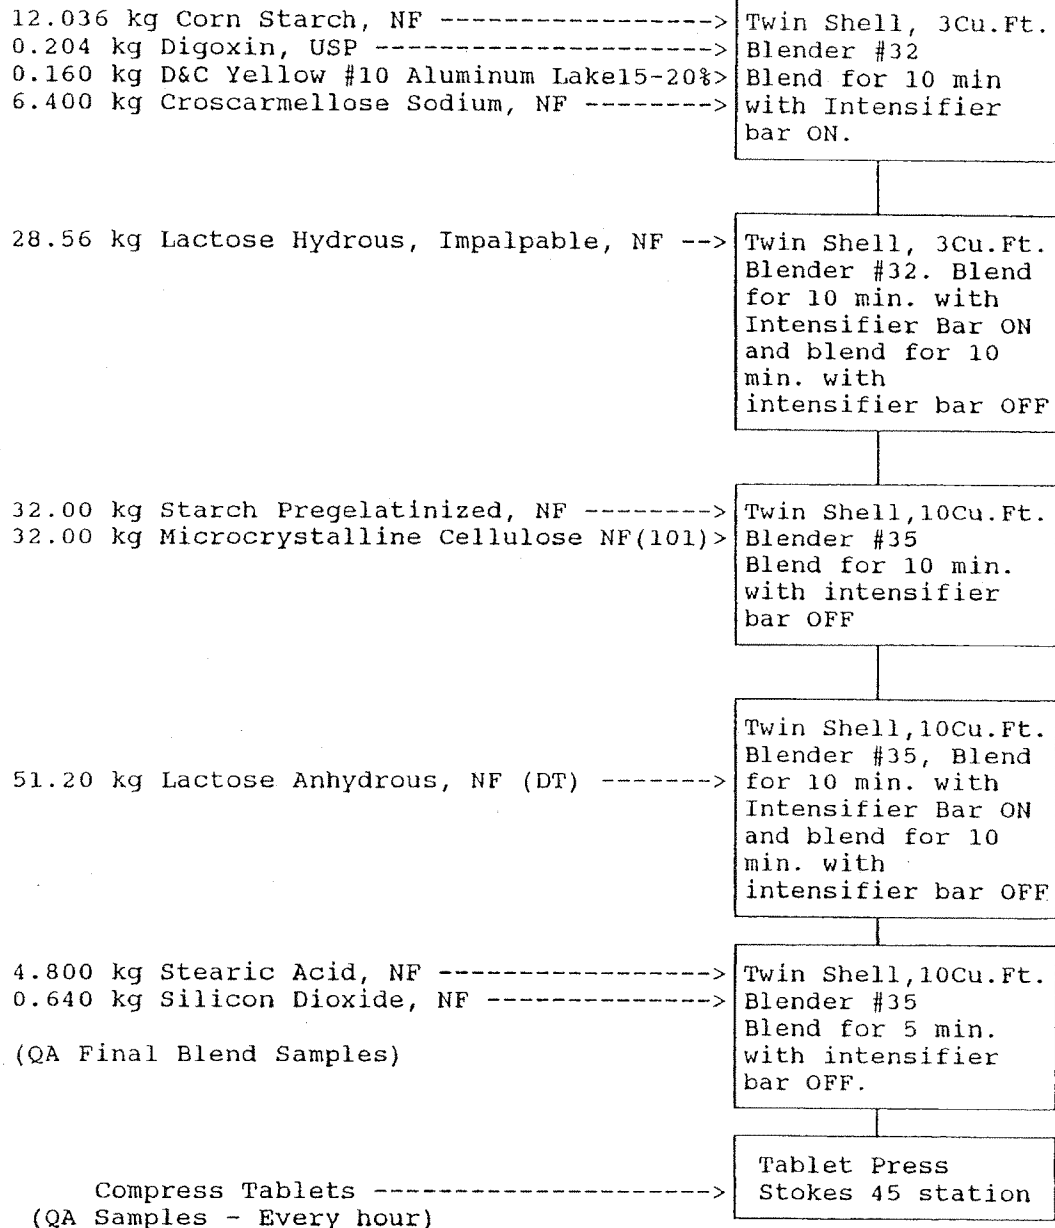 12.036 kg Corn Starch, NF ----------------->
0.204 kg Digoxin, USP --------------------->
0.160 kg D&C Yellow #10 Aluminum Lake15-20%>
6.400 kg Croscarmellose Sodium, NF -------->
Twin Shell, 3Cu.Ft.
Blender #32
Blend for 10 min
with Intensifier
bar ON.
28.56 kg Lactose Hydrous, Impalpable, NF -->
Twin Shell, 3Cu.Ft.
Blender #32. Blend
for 10 min. with
Intensifier Bar ON
and blend for 10
min. with
intensifier bar OFF
32.00 kg Starch Pregelatinized, NF -------->
32.00 kg Microcrystalline Cellulose NF(101)>
Twin Shell,10Cu.Ft.
Blender #35
Blend for 10 min.
with intensifier
bar OFF
51.20 kg Lactose Anhydrous, NF (DT) ------->
Twin Shell,10Cu.Ft.
Blender #35, Blend
for 10 min. with
Intensifier Bar ON
and blend for 10
min. with
intensifier bar OFF
4.800 kg Stearic Acid, NF ----------------->
0.640 kg Silicon Dioxide, NF -------------->
(QA Final Blend Samples)
Twin Shell,10Cu.Ft.
Blender #35
Blend for 5 min.
with intensifier
bar OFF.
Compress Tablets --------------------->
(QA Samples - Every hour)
Tablet Press
Stokes 45 station